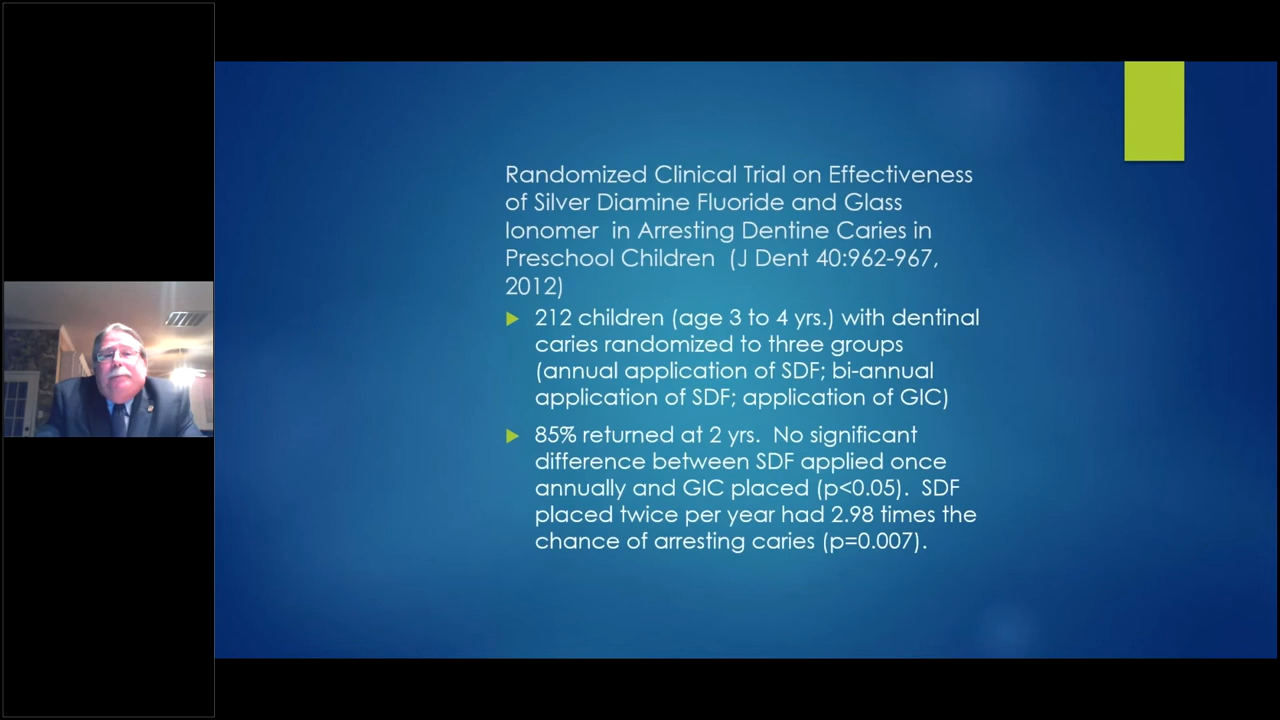 Randomized Clinical Trial on Effectiveness
of Silver Diamine Fluoride and Glass
Ionomer in Arresting Dentine Caries in
Preschool Children (J Dent 40:962-967,
2012)
212 children (age 3 to 4 yrs.) with dentinal
caries randomized to three groups
(annual application of SDF; bi-annual
application of SDF; application of GIC)
85% returned at 2 yrs. No significant
difference between SDF applied once
annually and GIC placed (p<0.05). SDF
placed twice per year had 2.98 times the
chance of arresting caries (p=0.007).